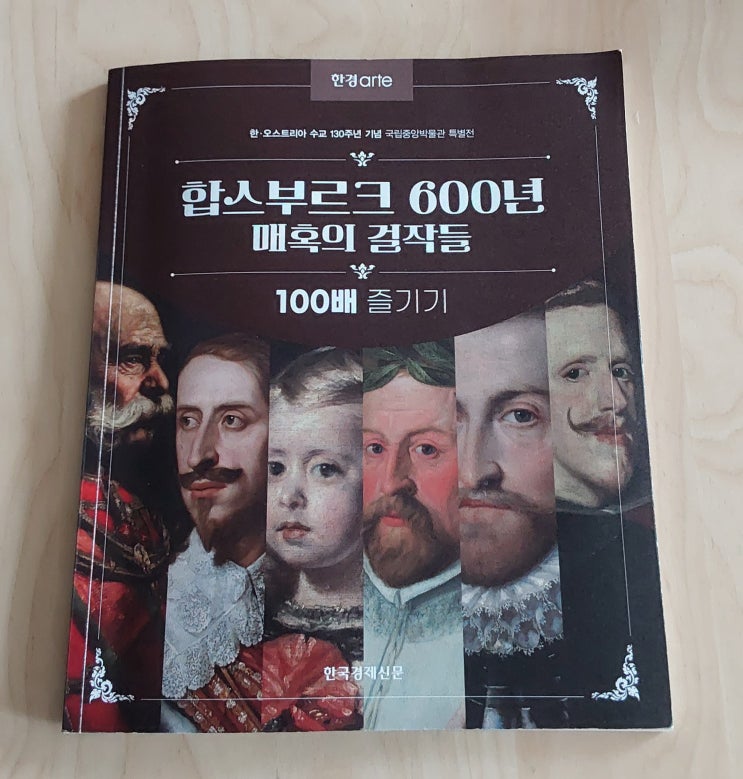 한경arte
한·오스트리아 수교 130주년 기념 국립중앙박물관 특별전
합스부르크 600년
매혹의 걸작들
100배 즐기기
한국경제신문